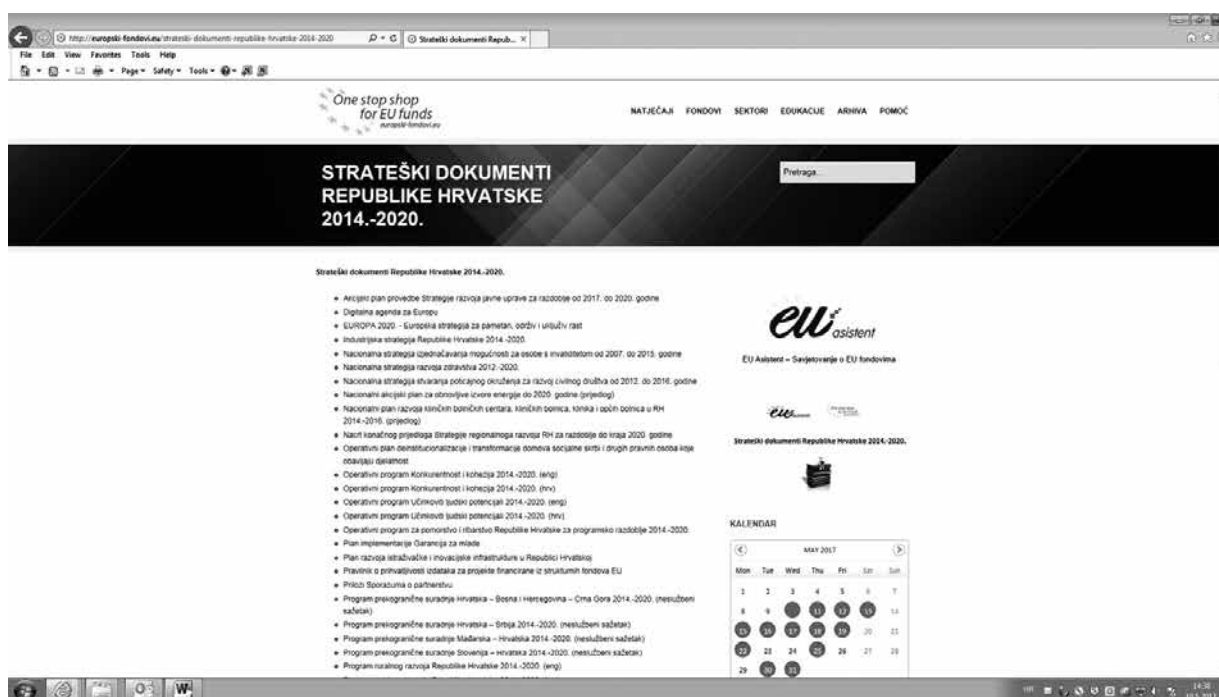 http://europski-fondovi.eu/strateski-dokumenti-republike-hrvatske-2014-2020
Strateški dokumenti Repub...
File Edit View Favorites Tools Help
Page Safety Tools
One stop shop
for EU funds
europski-fondovi.eu
NATJEČAJI FONDOVI SEKTORI EDUKACIJE ARHIVA POMOĆ
STRATEŠKI DOKUMENTI
REPUBLIKE HRVATSKE
2014.-2020.
Pretraga...
Strateški dokumenti Republike Hrvatske 2014.-2020.
Akcijski plan provedbe Strategije razvoja javne uprave za razdoblje od 2017. do 2020. godine
Digitalna agenda za Europu
EUROPA 2020. - Europska strategija za pametan, održiv i uključiv rast
Industrijska strategija Republike Hrvatske 2014.-2020.
Nacionalna strategija izjednačavanja mogućnosti za osobe s invaliditetom od 2007. do 2015. godine
Nacionalna strategija razvoja zdravstva 2012.-2020.
Nacionalna strategija stvaranja poticajnog okruženja za razvoj civilnog društva od 2012. do 2016. godine
Nacionalni akcijski plan za obnovljive izvore energije do 2020. godine (prijedlog)
Nacionalni plan razvoja kliničkih bolničkih centara, kliničkih bolnica, klinika i općih bolnica u RH
2014.-2016. (prijedlog)
Nacrt konačnog prijedloga Strategije regionalnoga razvoja RH za razdoblje do kraja 2020. godine
Operativni plan deinstitucionalizacije i transformacije domova socijalne skrbi i drugih pravnih osoba koje
obavljaju djelatnost
Operativni program Konkurentnost i kohezija 2014.-2020. (eng)
Operativni program Konkurentnost i kohezija 2014.-2020. (hrv)
Operativni program Učinkoviti ljudski potencijali 2014.-2020. (eng)
Operativni program Učinkoviti ljudski potencijali 2014.-2020. (hrv)
Operativni program za pomorstvo i ribarstvo Republike Hrvatske za programsko razdoblje 2014.-2020.
Plan implementacije Garancija za mlade
Plan razvoja istraživačke i inovacijske infrastrukture u Republici Hrvatskoj
Pravilnik o prihvatljivosti izdataka za projekte financirane iz strukturnih fondova EU
Prilozi Sporazuma o partnerstvu
Program prekogranične suradnje Hrvatska – Bosna i Hercegovina – Crna Gora 2014.-2020. (neslužbeni
sažetak)
Program prekogranične suradnje Hrvatska – Srbija 2014.-2020. (neslužbeni sažetak)
Program prekogranične suradnje Mađarska – Hrvatska 2014.-2020. (neslužbeni sažetak)
Program prekogranične suradnje Slovenija – Hrvatska 2014.-2020. (neslužbeni sažetak)
Program ruralnog razvoja Republike Hrvatske 2014.-2020. (eng)
eu asistent
EU Asistent – Savjetovanje o EU fondovima
Strateški dokumenti Republike Hrvatske 2014.-2020.
KALENDAR
MAY 2017
Mon Tue Wed Thu Fri Sat Sun
1 2 3 4 5 6 7
8 9 11 12 13 14
15 16 17 18 19 20 21
22 23 24 25 26 27 28
29 30 31
HR 14:38